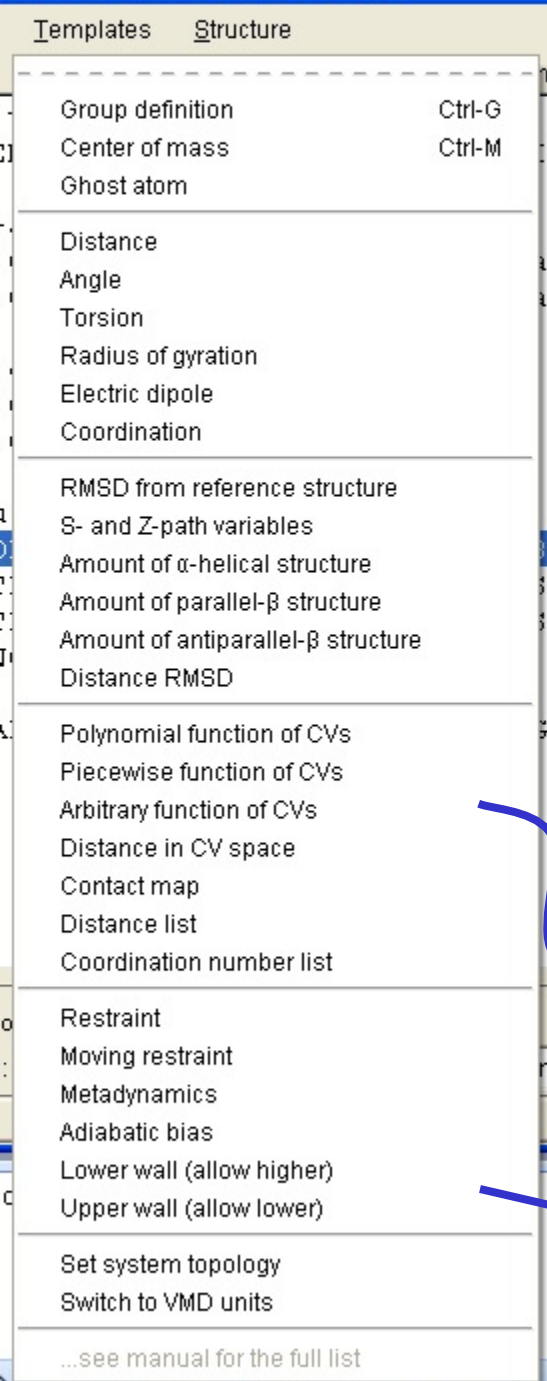 Templates Structure
Group definition Ctrl-G
Center of mass Ctrl-M
Ghost atom
Distance
Angle
Torsion
Radius of gyration
Electric dipole
Coordination
RMSD from reference structure
S- and Z-path variables
Amount of α-helical structure
Amount of parallel-β structure
Amount of antiparallel-β structure
Distance RMSD
Polynomial function of CVs
Piecewise function of CVs
Arbitrary function of CVs
Distance in CV space
Contact map
Distance list
Coordination number list
Restraint
Moving restraint
Metadynamics
Adiabatic bias
Lower wall (allow higher)
Upper wall (allow lower)
Set system topology
Switch to VMD units
...see manual for the full list